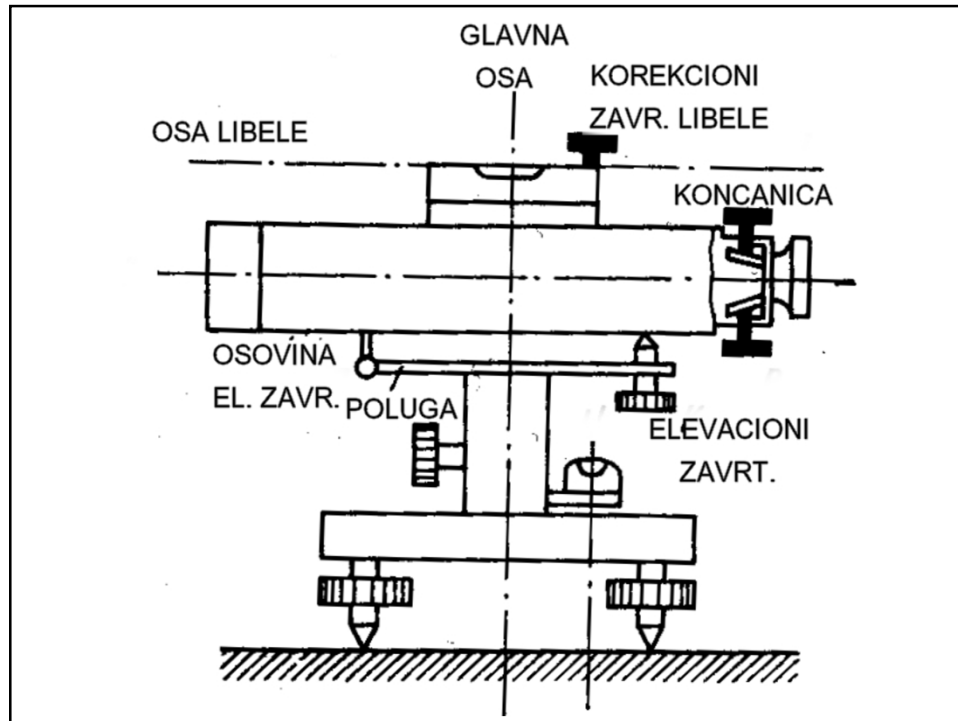 GLAVNA
OSA
KOREKCIONI
ZAVR. LIBELE
OSA LIBELE
KONCANICA
OSOVINA
EL. ZAVR.
POLUGA
ELEVACIONI
ZAVRT.